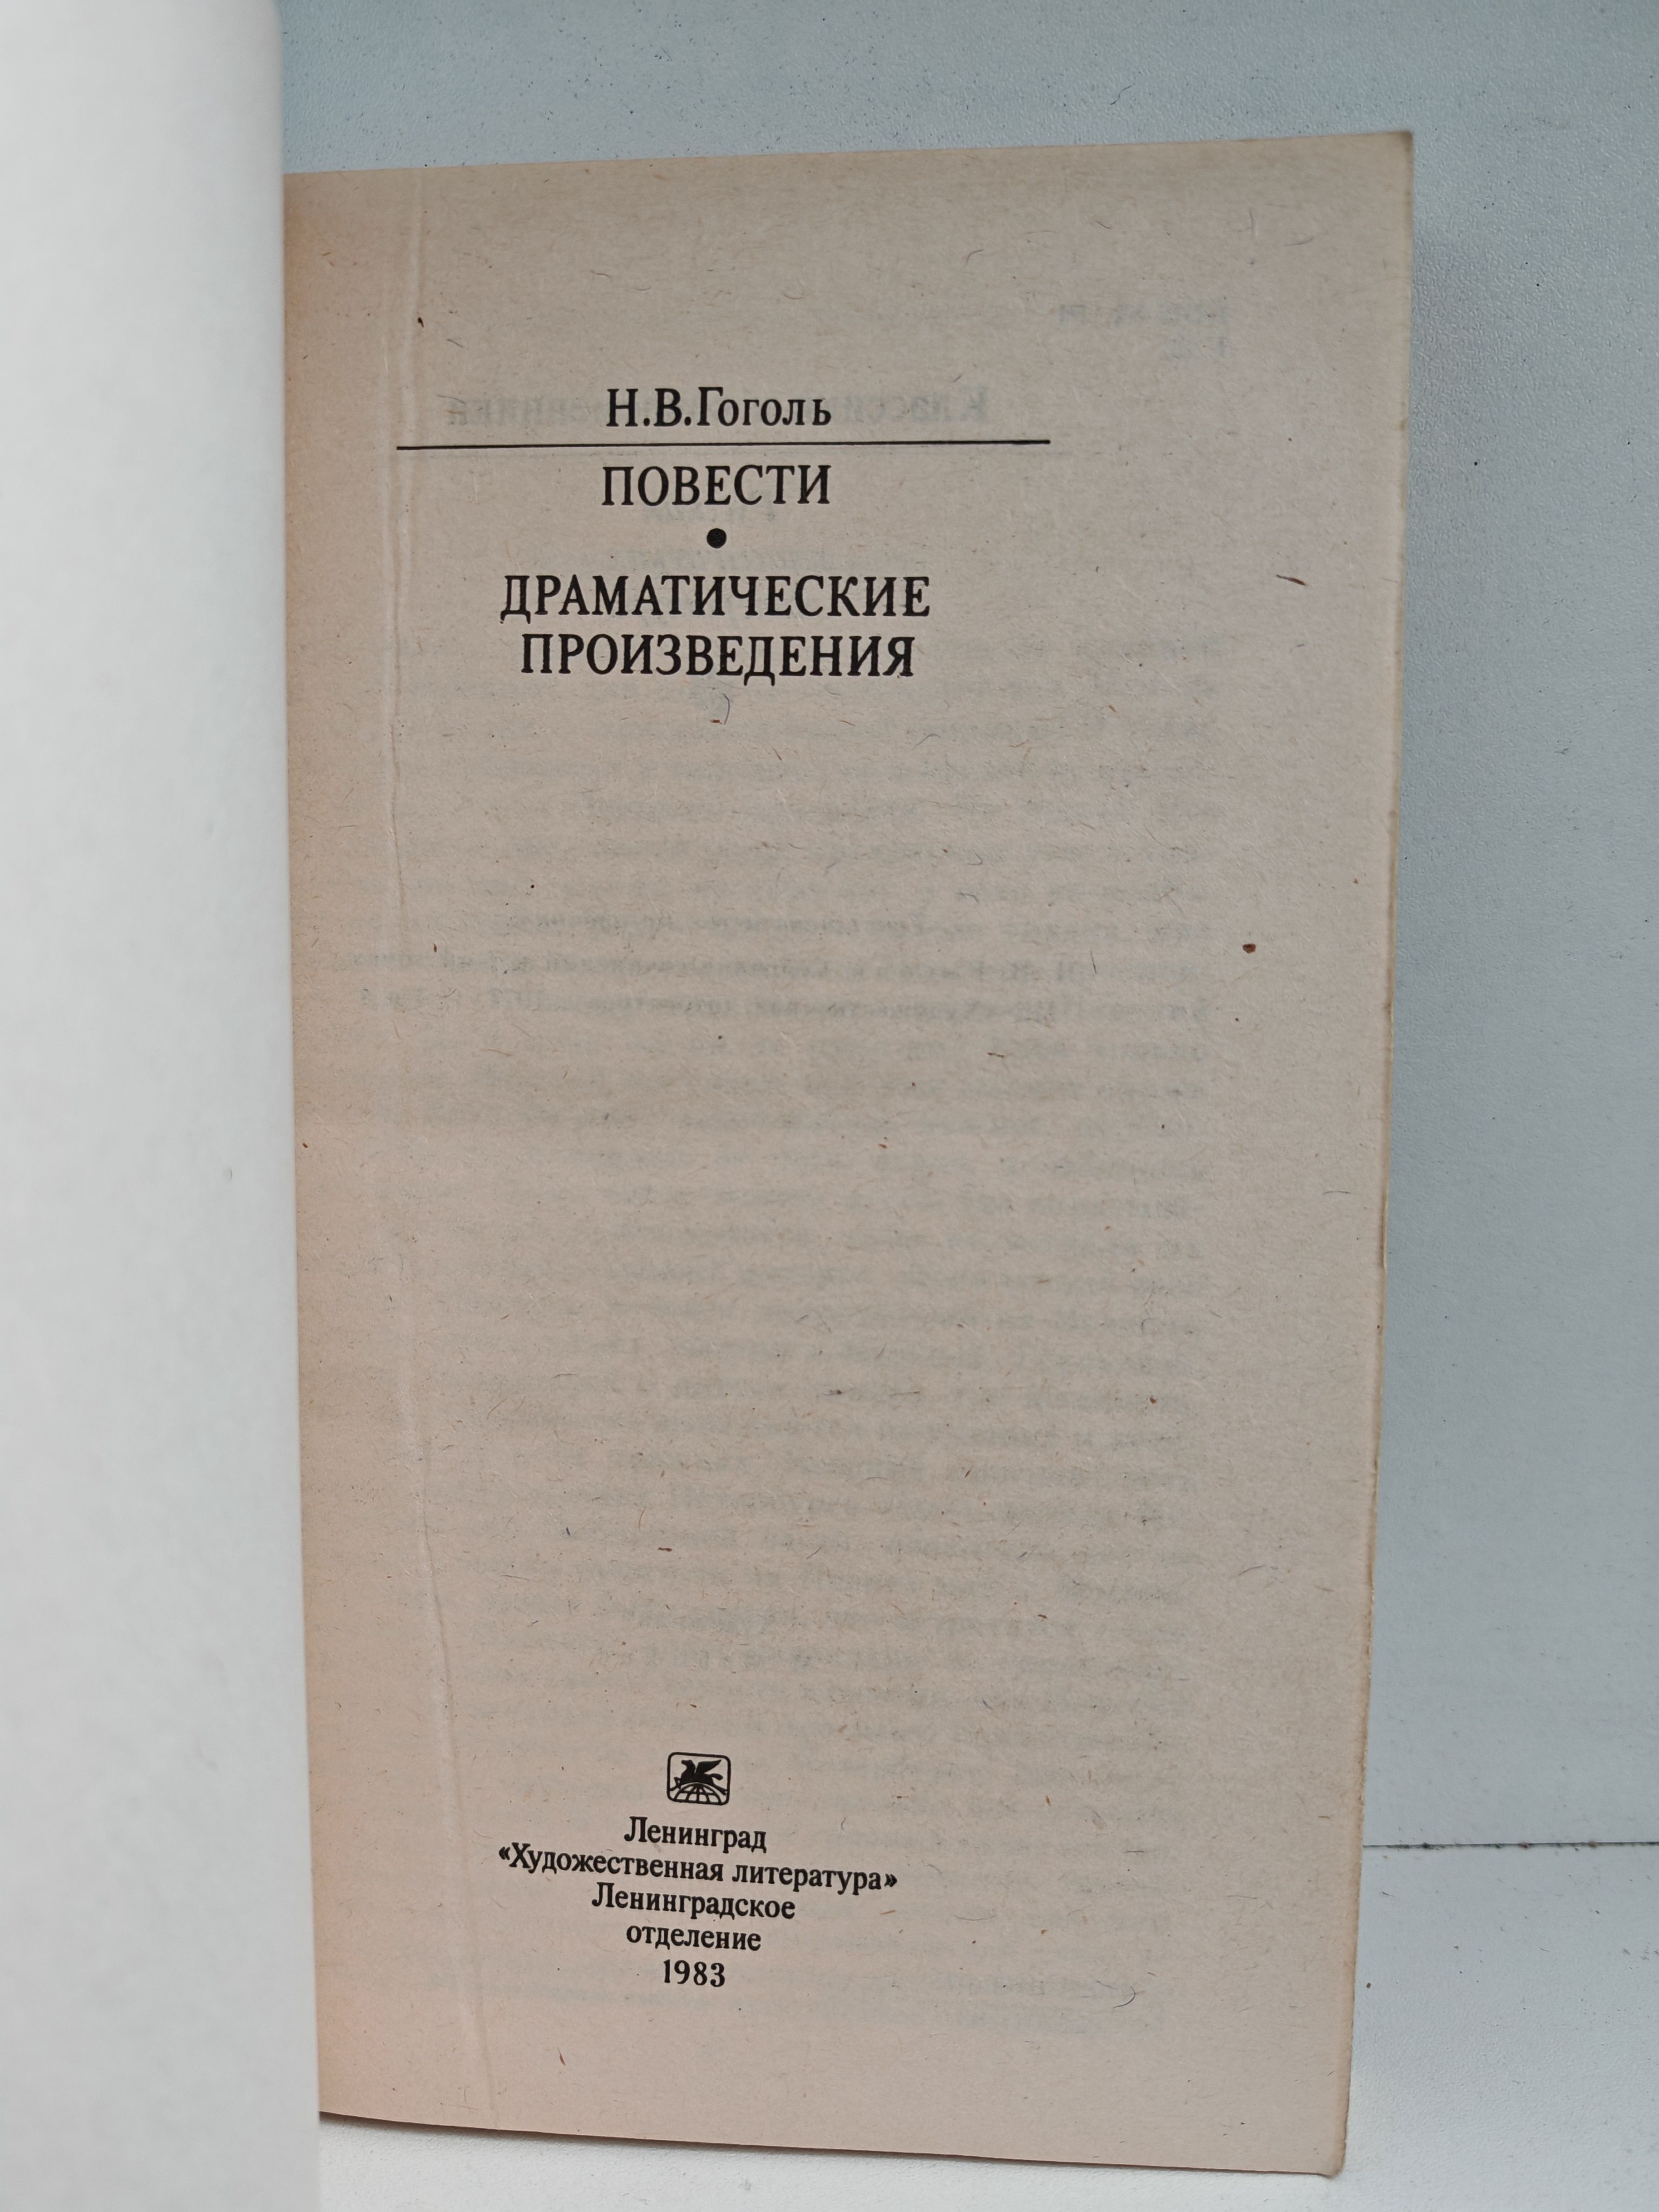 Н.В.Гоголь
ПОВЕСТИ
•
ДРАМАТИЧЕСКИЕ
ПРОИЗВЕДЕНИЯ
Ленинград
«Художественная литература»
Ленинградское
отделение
1983